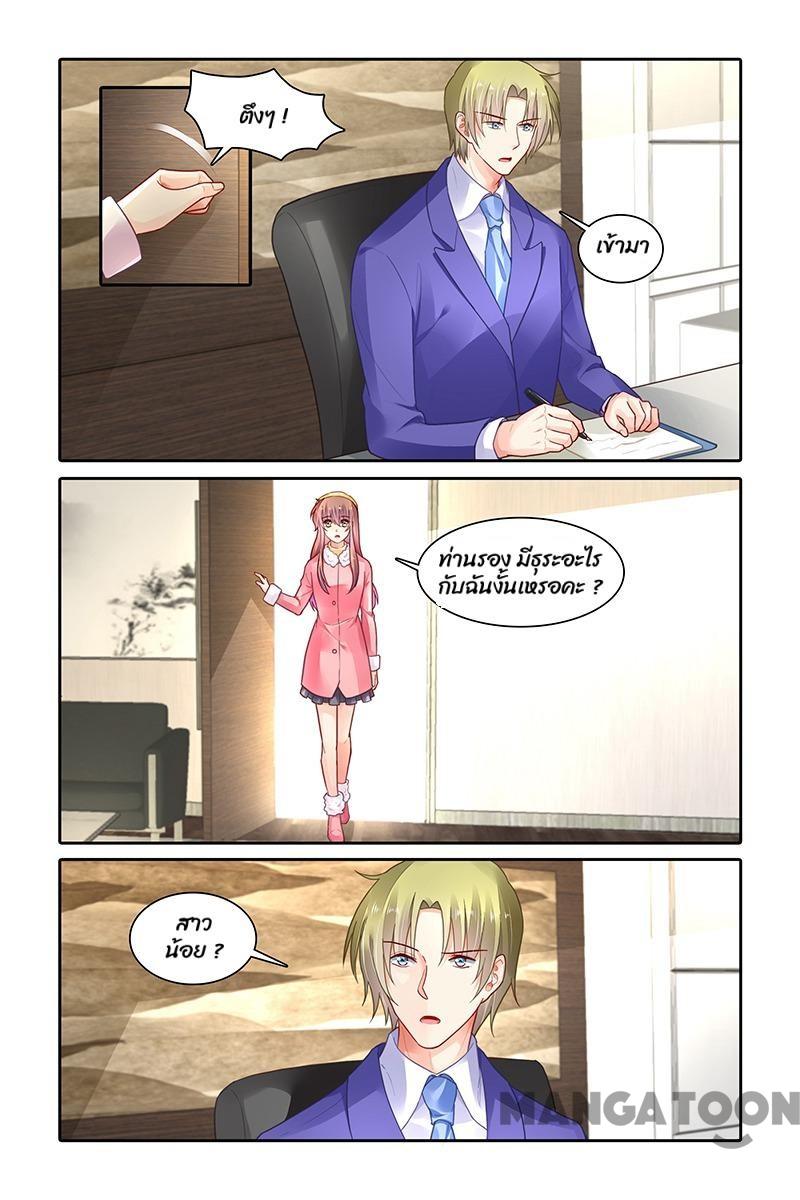 ตึงๆ !
เข้ามา
ท่านรอง มีธุระอะไร
กับฉันงั้นเหรอคะ ?
สาว
น้อย ?
MANGATOON